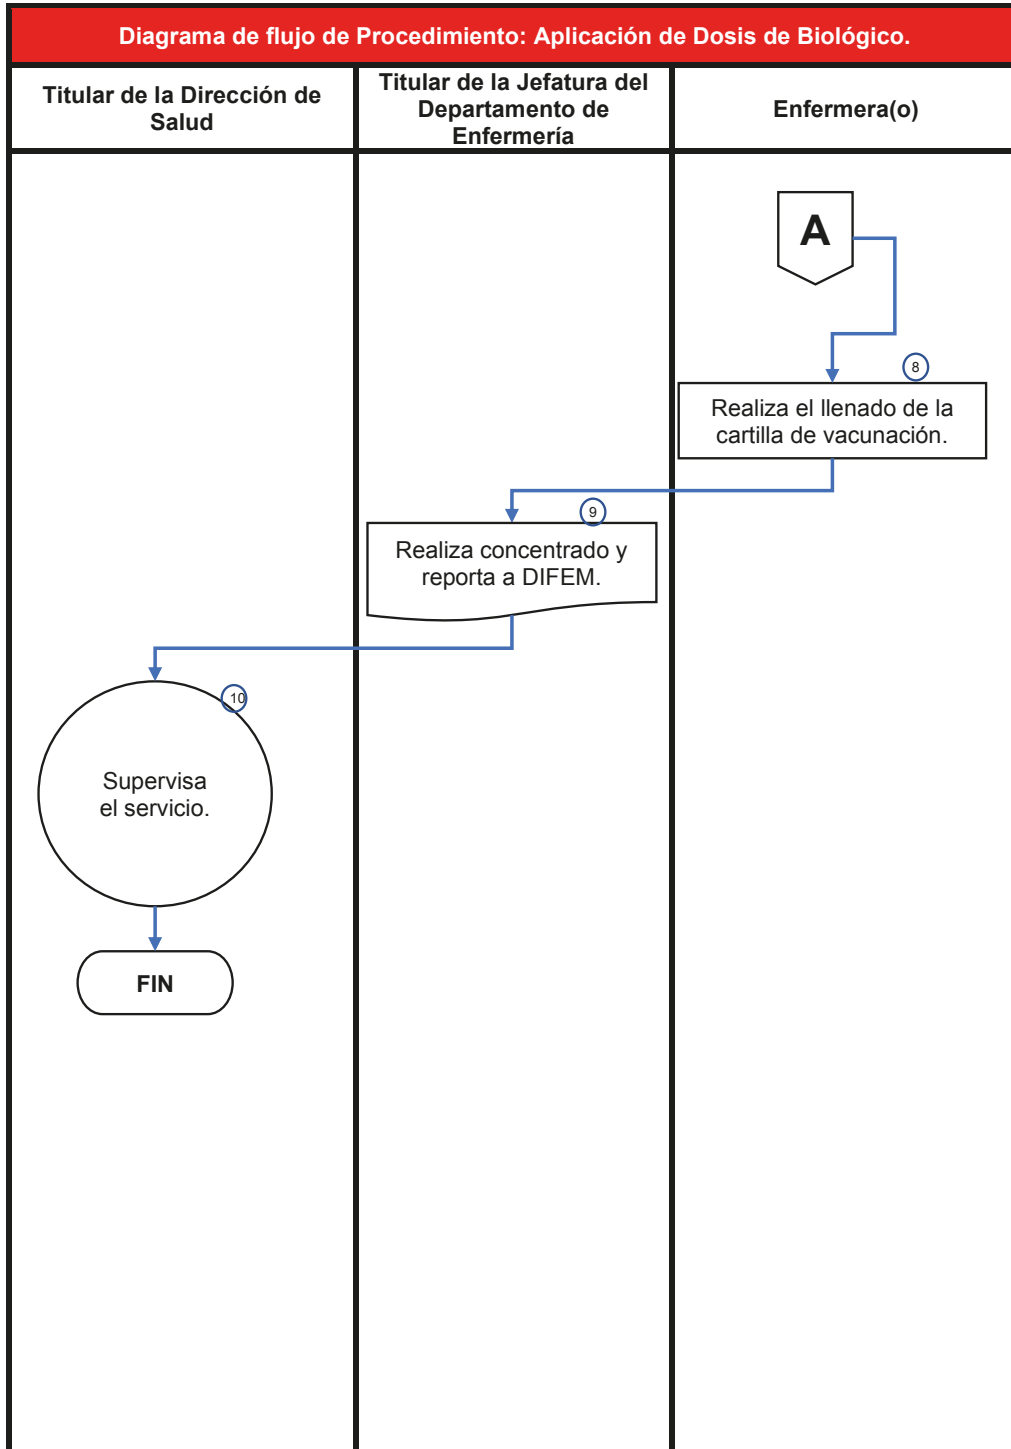 Diagrama de flujo de Procedimiento: Aplicación de Dosis de Biológico.
Titular de la Dirección de
Salud
Titular de la Jefatura del
Departamento de
Enfermería
Enfermera(o)
A
8
Realiza el llenado de la
cartilla de vacunación.
9
Realiza concentrado y
reporta a DIFEM.
10
Supervisa
el servicio.
FIN